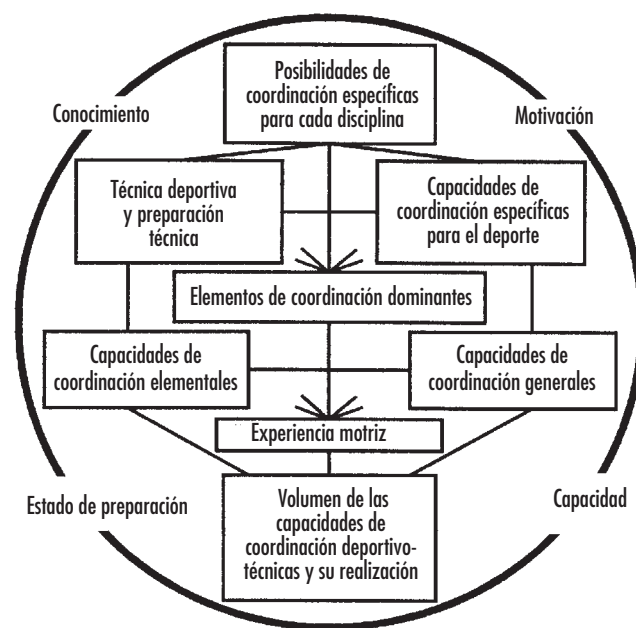 Posibilidades de
coordinación específicas
para cada disciplina
Conocimiento
Motivación
Técnica deportiva
y preparación
técnica
Capacidades de
coordinación específicas
para el deporte
Elementos de coordinación dominantes
Capacidades de
coordinación elementales
Capacidades de
coordinación generales
Experiencia motriz
Estado de preparación
Capacidad
Volumen de las
capacidades de
coordinación deportivo-
técnicas y su realización